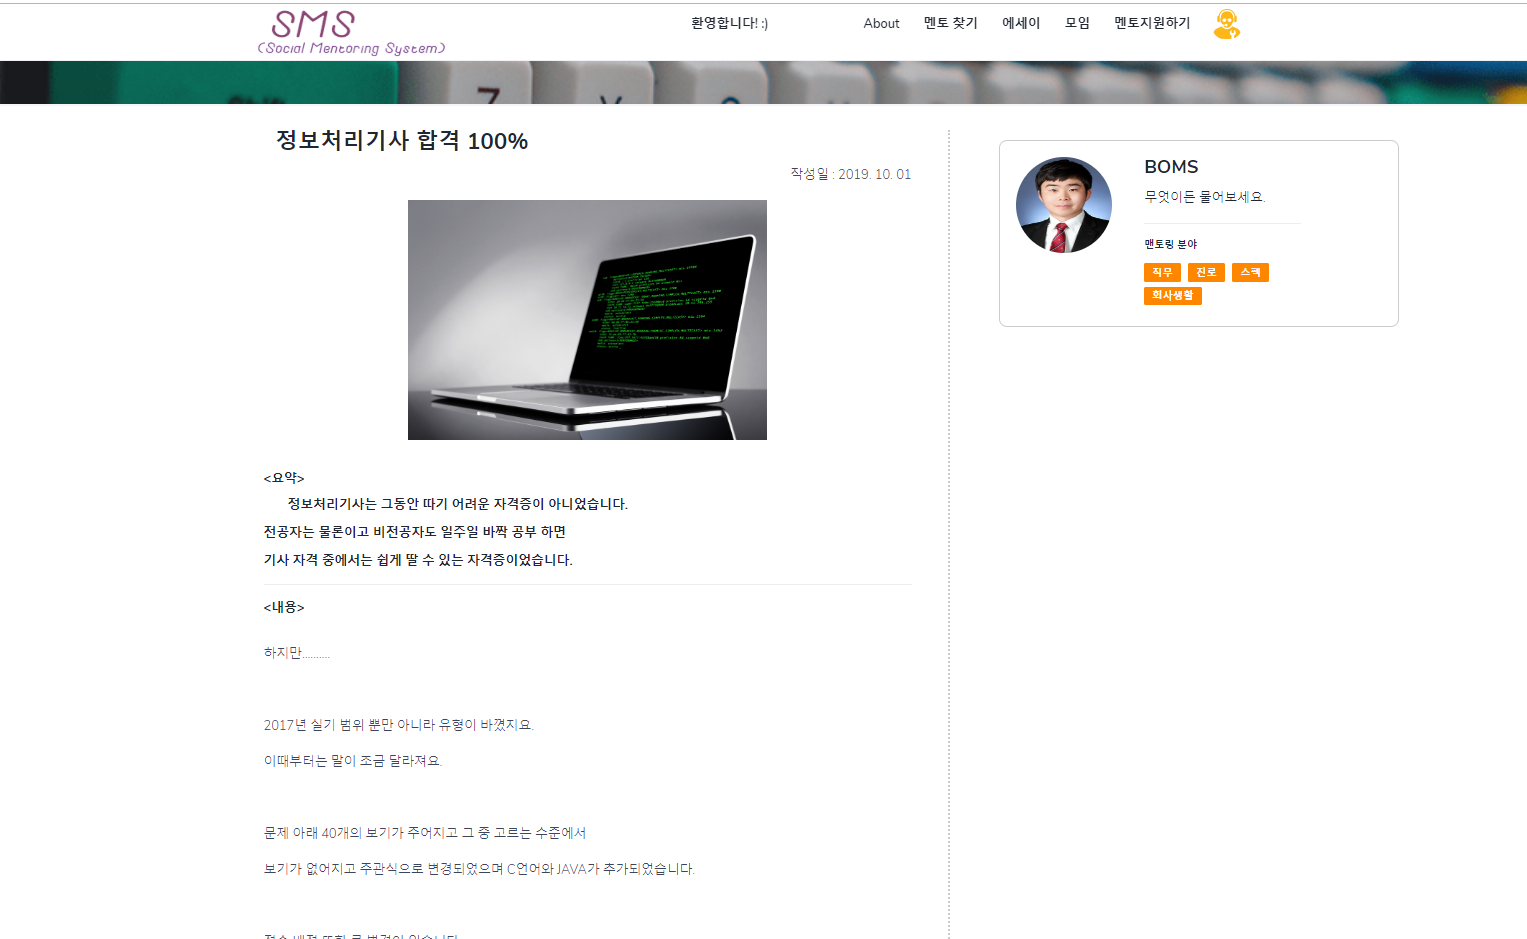 SMS
(Social Mentoring System)
환영합니다! :)
About
멘토 찾기
에세이
모임
멘토지원하기
정보처리기사 합격 100%
작성일 : 2019. 10. 01
<요약>
정보처리기사는 그동안 따기 어려운 자격증이 아니었습니다.
전공자는 물론이고 비전공자도 일주일 바짝 공부 하면
기사 자격 중에서는 쉽게 딸 수 있는 자격증이었습니다.
<내용>
하지만..........
2017년 실기 범위 뿐만 아니라 유형이 바꼈지요.
이때부터는 말이 조금 달라져요.
문제 아래 40개의 보기가 주어지고 그 중 고르는 수준에서
보기가 없어지고 주관식으로 변경되었으며 C언어와 JAVA가 추가되었습니다.
BOMS
무엇이든 물어보세요.
맨토링 분야
직무 진로 스펙
회사생활